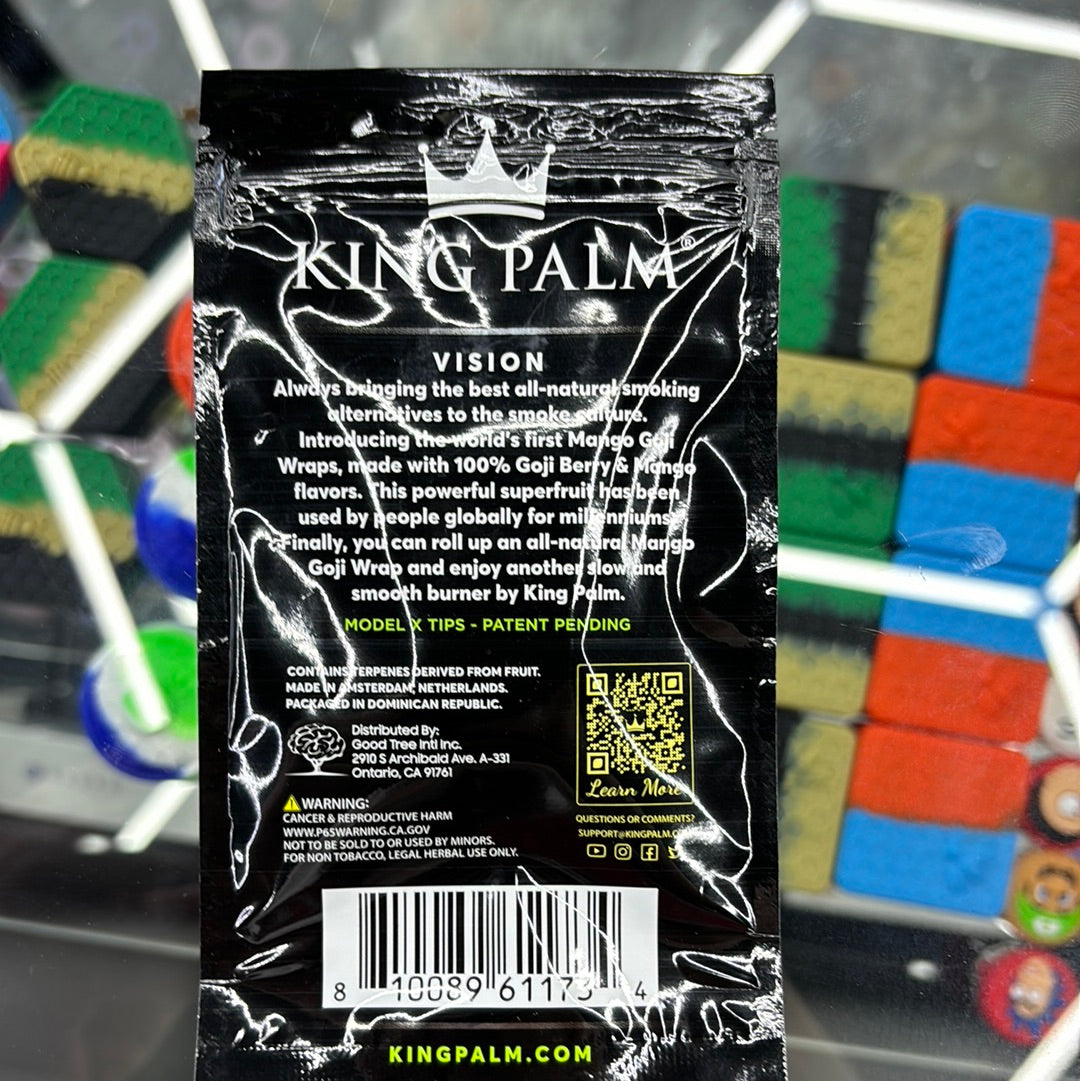 KING PALM®
VISION
Always bringing the best all-natural smoking
alternatives to the smoke culture.
Introducing the world's first Mango Goji
Wraps, made with 100% Goji Berry & Mango
flavors. This powerful superfruit has been
used by people globally for millenniums.
Finally, you can roll up an all-natural Mango
Goji Wrap and enjoy another slow and
smooth burner by King Palm.
MODEL X TIPS - PATENT PENDING
CONTAINS TERPENES DERIVED FROM FRUIT.
MADE IN AMSTERDAM, NETHERLANDS.
PACKAGED IN DOMINICAN REPUBLIC.
Distributed By:
Good Tree Intl Inc.
2910 S Archibald Ave. A-331
Ontario, CA 91761
Learn More
WARNING:
CANCER & REPRODUCTIVE HARM
WWW.P65WARNING.CA.GOV
NOT TO BE SOLD TO OR USED BY MINORS.
FOR NON TOBACCO, LEGAL HERBAL USE ONLY.
QUESTIONS OR COMMENTS?
8 10089 61173 4
KINGPALM.COM